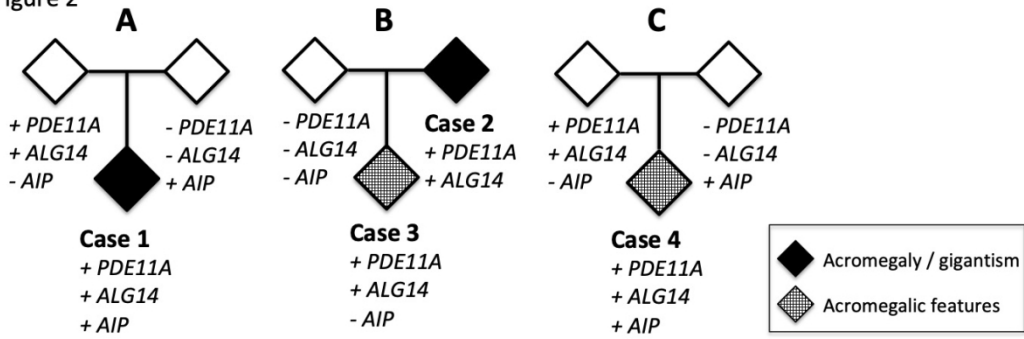 igure 2
A
B
C
+ PDE11A
+ ALG14
- AIP
- PDE11A
- ALG14
+ AIP
Case 1
+ PDE11A
+ ALG14
+ AIP
- PDE11A
- ALG14
- AIP
Case 2
+ PDE11A
+ ALG14
Case 3
+ PDE11A
+ ALG14
- AIP
+ PDE11A
+ ALG14
- AIP
- PDE11A
- ALG14
+ AIP
Case 4
+ PDE11A
+ ALG14
+ AIP
Acromegaly / gigantism
Acromegalic features